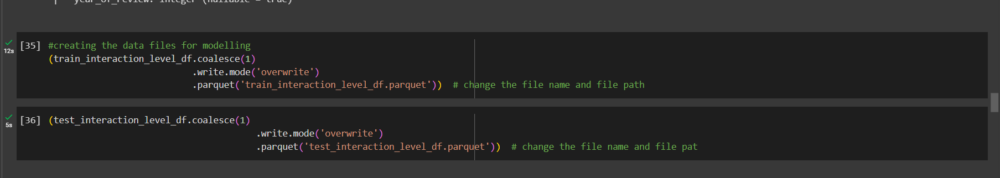 |-- year_of_review: integer (nullable = true)
[35] #creating the data files for modelling
12s (train_interaction_level_df.coalesce(1)
.write.mode('overwrite')
.parquet('train_interaction_level_df.parquet')) # change the file name and file path
[36] (test_interaction_level_df.coalesce(1)
5s
.write.mode('overwrite')
.parquet('test_interaction_level_df.parquet')) # change the file name and file pat